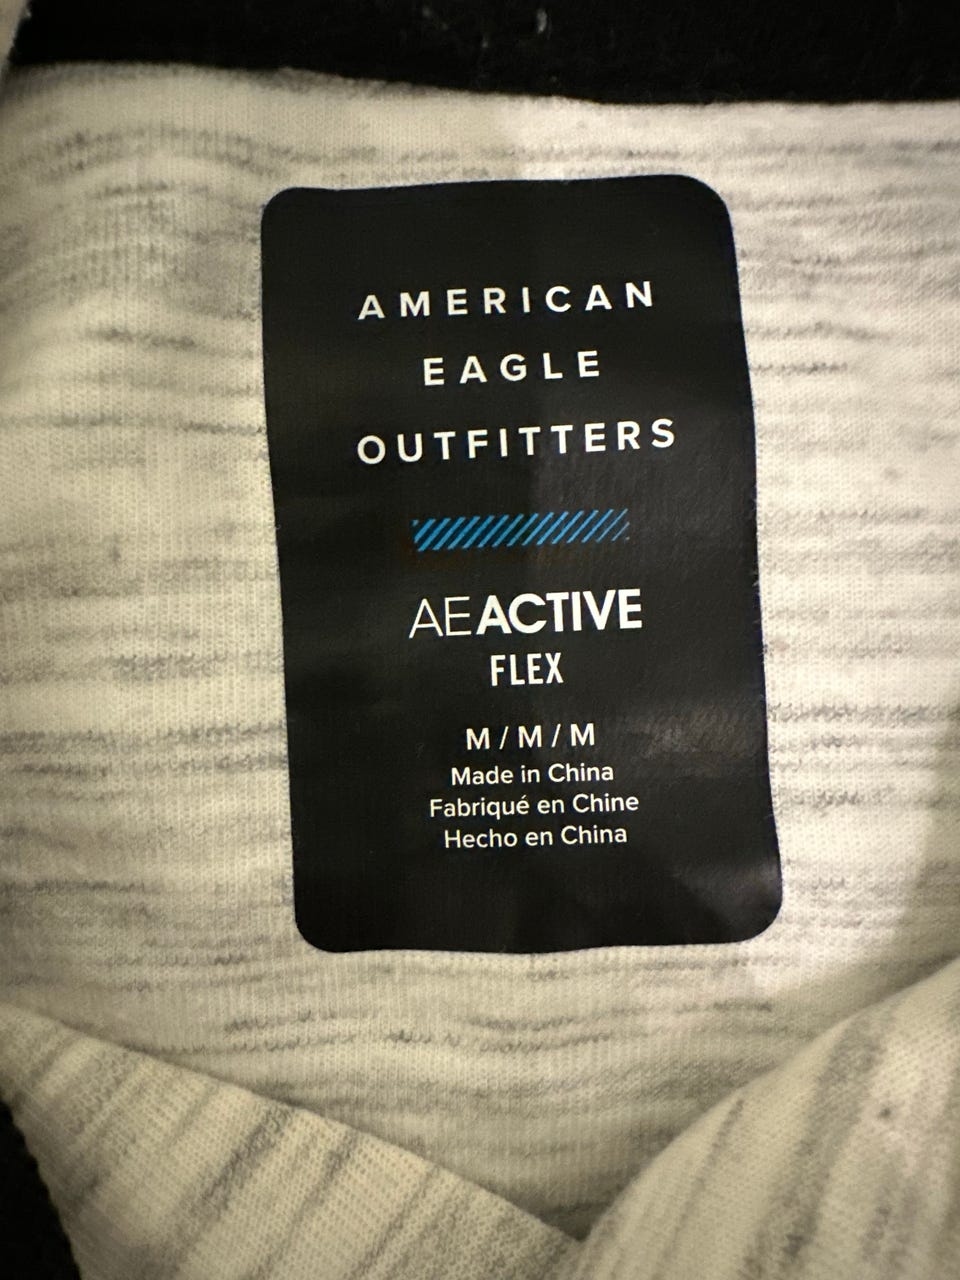 AMERICAN
EAGLE
OUTFITTERS
AEACTIVE
FLEX
M / M / M
Made in China
Fabriqué en Chine
Hecho en China